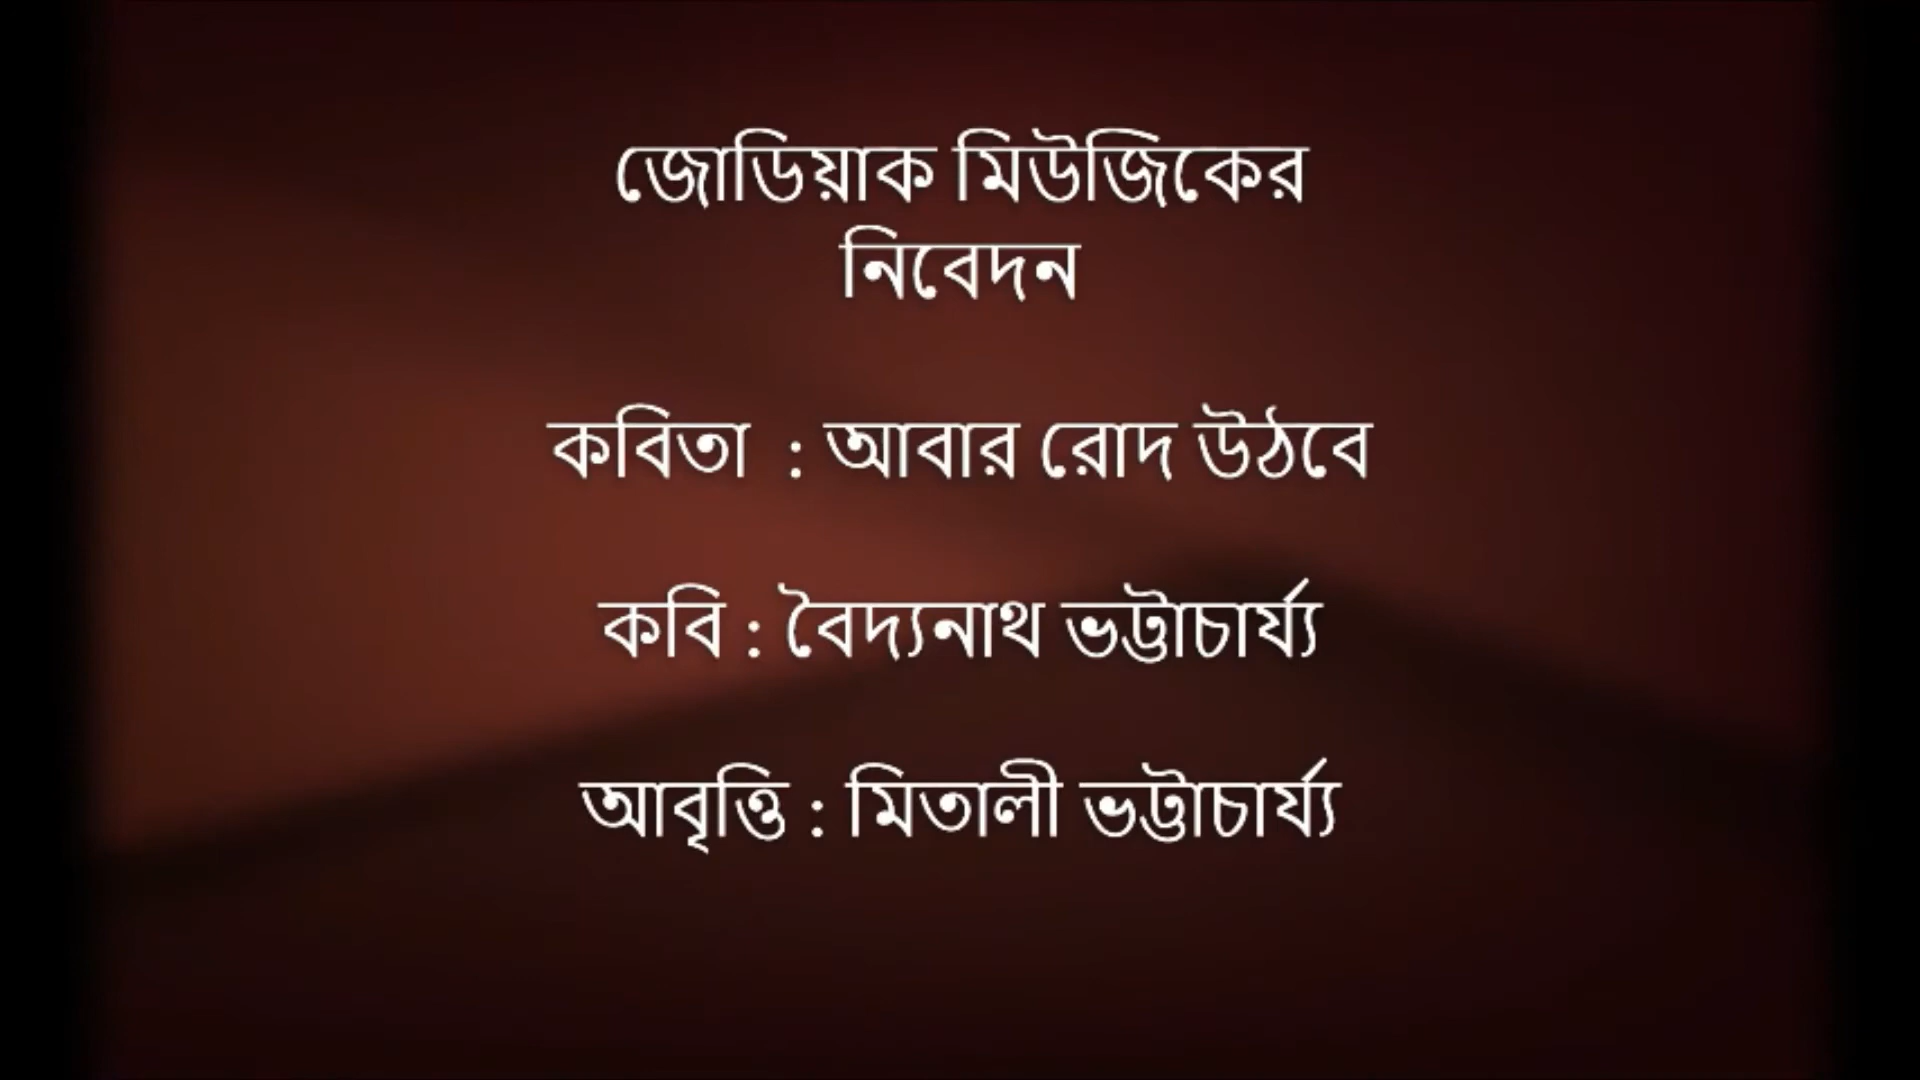 জোডিয়াক মিউজিকের
নিবেদন
কবিতা : আবার রোদ উঠবে
কবি : বৈদ্যনাথ ভট্টাচার্য্য
আবৃত্তি : মিতালী ভট্টাচার্য্য